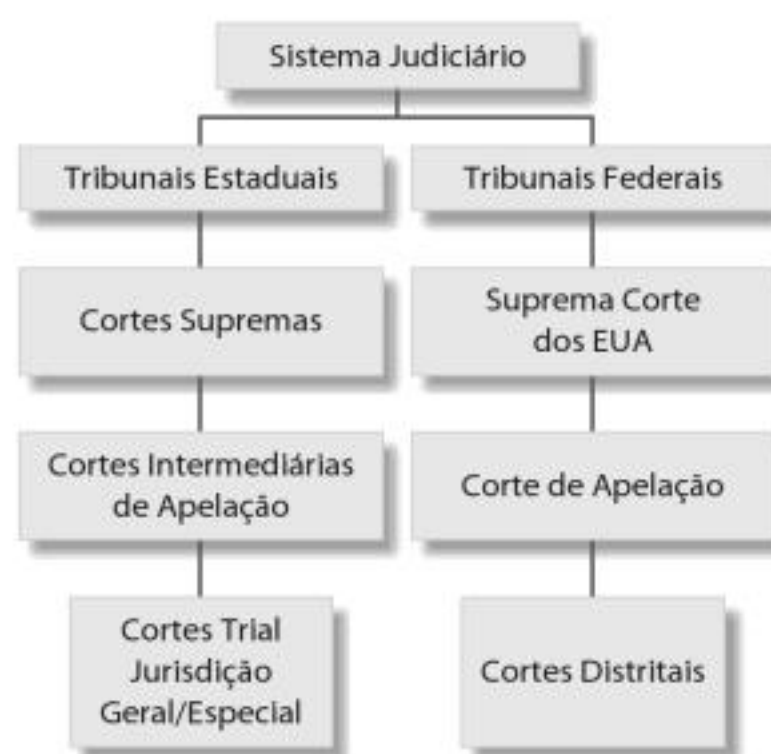 Sistema Judiciário
Tribunais Estaduais
Tribunais Federais
Cortes Supremas
Suprema Corte
dos EUA
Cortes Intermediárias
de Apelação
Corte de Apelação
Cortes Trial
Jurisdição
Geral/Especial
Cortes Distritais